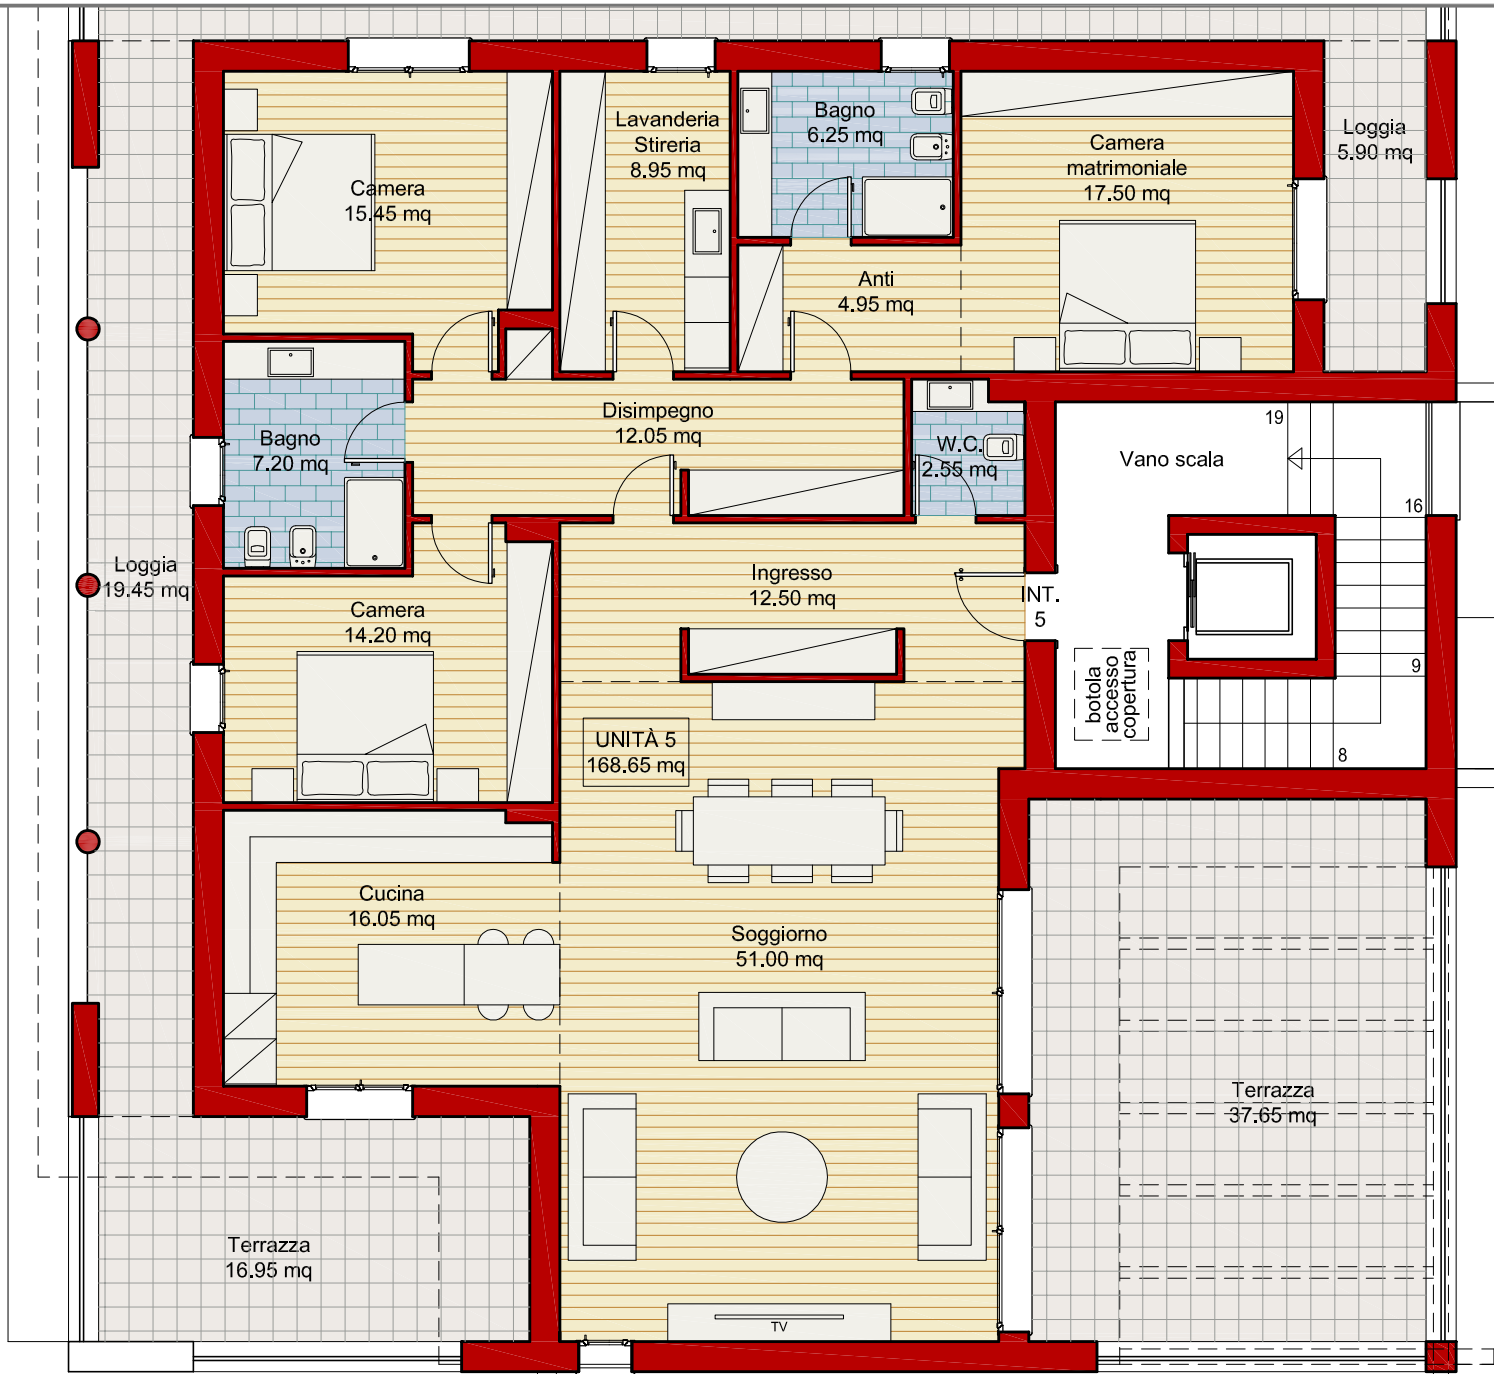 Lavanderia
Stireria
8.95 mq
Bagno
6.25 mq
Camera
matrimoniale
17.50 mq
Loggia
5.90 mq
Camera
15.45 mq
Anti
4.95 mq
Disimpegno
12.05 mq
Bagno
7.20 mq
W.C.
2.55 mq
Vano scala
19
16
Loggia
19.45 mq
Ingresso
12.50 mq
INT.
5
Camera
14.20 mq
botola
accesso
copertura
9
8
UNITÀ 5
168.65 mq
Cucina
16.05 mq
Soggiorno
51.00 mq
Terrazza
37.65 mq
Terrazza
16.95 mq
TV